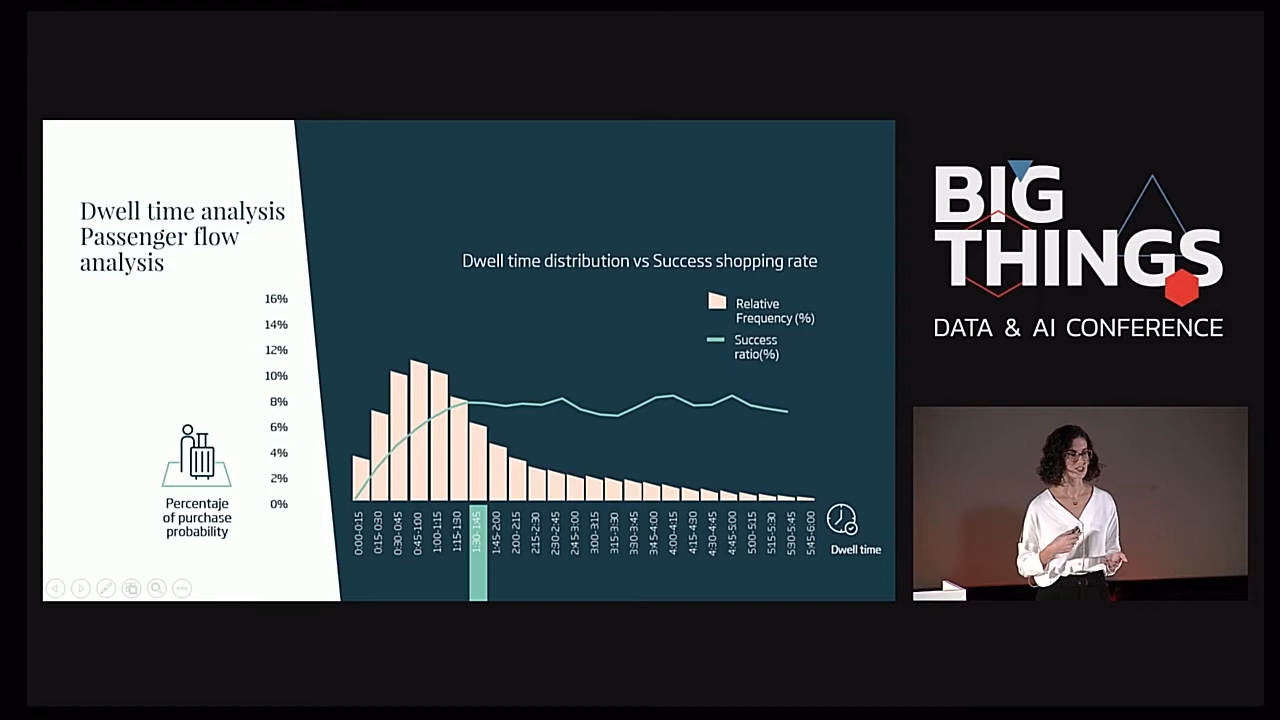 Dwell time analysis
Passenger flow
analysis
16%
14%
12%
10%
8%
6%
4%
2%
0%
Percentaje
of purchase
probability
Dwell time distribution vs Success shopping rate
Relative
Frequency (%)
Success
ratio(%)
0:00-0:15
0:15-0:30
0:30-0:45
0:45-1:00
1:00-1:15
1:15-1:30
1:30-1:45
1:45-2:00
2:00-2:15
2:15-2:30
2:30-2:45
2:45-3:00
3:00-3:15
3:15-3:30
3:30-3:45
3:45-4:00
4:00-4:15
4:15-4:30
4:30-4:45
4:45-5:00
5:00-5:15
5:15-5:30
5:30-5:45
5:45-6:00
Dwell time
BIG
THINGS
DATA & AI CONFERENCE